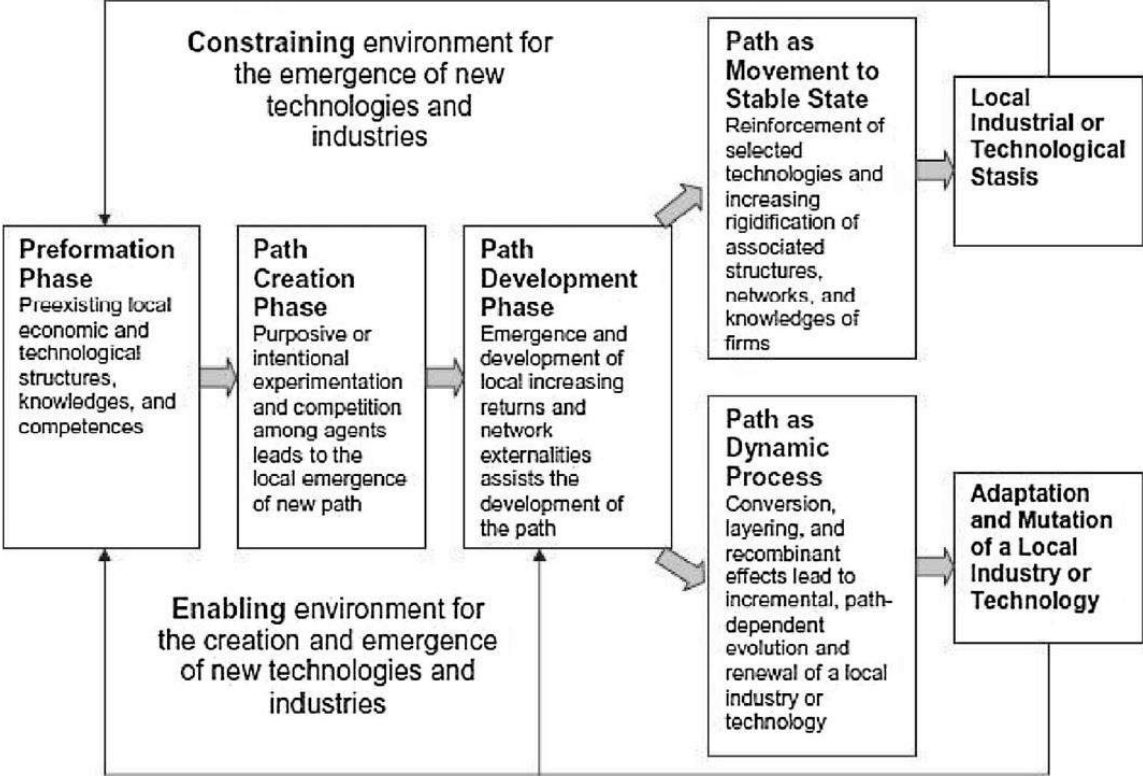 Constraining environment for
the emergence of new
technologies and
industries
Preformation
Phase
Preexisting local
economic and
technological
structures,
knowledges, and
competences
Path
Creation
Phase
Purposive or
intentional
experimentation
and competition
among agents
leads to the
local emergence
of new path
Path
Development
Phase
Emergence and
development of
local increasing
returns and
network
externalities
assists the
development of
the path
Path as
Movement to
Stable State
Reinforcement of
selected
technologies and
increasing
rigidification of
associated
structures,
networks, and
knowledges of
firms
Local
Industrial or
Technological
Stasis
Path as
Dynamic
Process
Conversion,
layering, and
recombinant
effects lead to
incremental, path-
dependent
evolution and
renewal of a local
industry or
technology
Adaptation
and Mutation
of a Local
Industry or
Technology
Enabling environment for
the creation and emergence
of new technologies and
industries